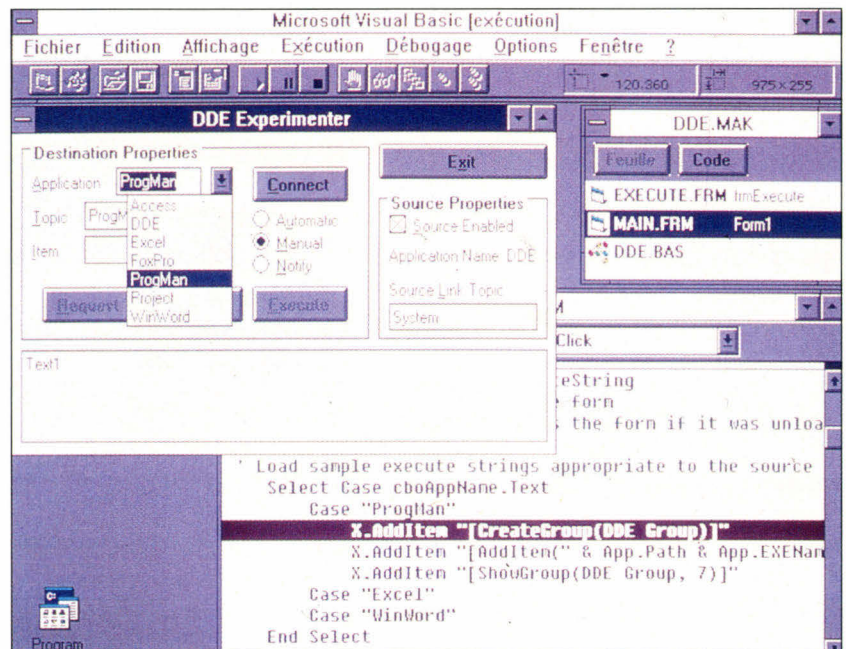 Microsoft Visual Basic [exécution]
Fichier Edition Affichage Exécution Débogage Options Fenêtre ?
120.360 975×255
DDE Experimenter
Destination Properties
Application ProgMan
Topic ProgM
Item
Access
DDE
Excel
FoxPro
ProgMan
Project
WinWord
Connect
Automatic
Manual
Notify
Request
Execute
Exit
Source Properties
Source Enabled
Application Name: DDE
Source Link Topic
System
Text1
DDE.MAK
Feuille Code
EXECUTE.FRM frmExecute
MAIN.FRM Form1
DDE.BAS
Click
eString
form
the form if it was unloa
' Load sample execute strings appropriate to the source
Select Case cboAppName.Text
Case "ProgMan"
X.AddItem "[CreateGroup(DDE Group)]"
X.AddItem "[AddItem(" & App.Path & App.EXENam
X.AddItem "[ShowGroup(DDE Group, 7)]"
Case "Excel"
Case "WinWord"
End Select
Program